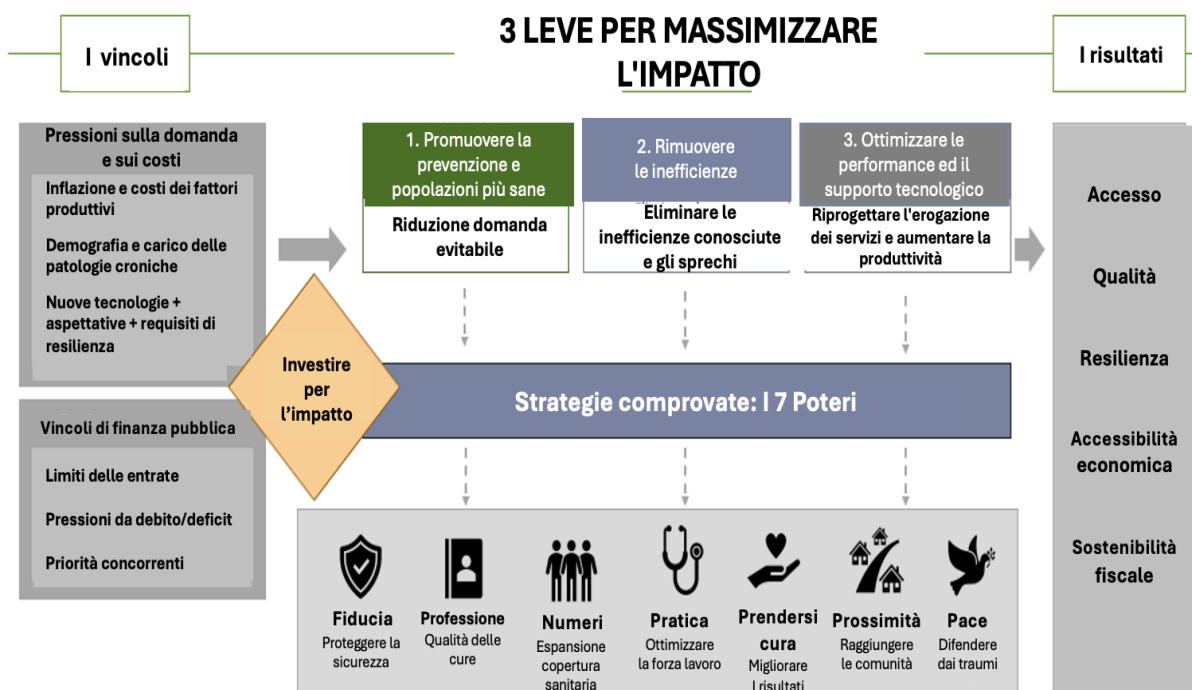 I vincoli
3 LEVE PER MASSIMIZZARE
L'IMPATTO
I risultati
Pressioni sulla domanda
e sui costi
Inflazione e costi dei fattori
produttivi
Demografia e carico delle
patologie croniche
Nuove tecnologie +
aspettative + requisiti di
resilienza
Vincoli di finanza pubblica
Limiti delle entrate
Pressioni da debito/deficit
Priorità concorrenti
Investire
per
l'impatto
1. Promuovere la
prevenzione e
popolazioni più sane
Riduzione domanda
evitabile
2. Rimuovere
le inefficienze
Eliminare le
inefficienze conosciute
e gli sprechi
3. Ottimizzare le
performance ed il
supporto tecnologico
Riprogettare l'erogazione
dei servizi e aumentare la
produttività
Strategie comprovate: I 7 Poteri
Fiducia
Proteggere la
sicurezza
Professione
Qualità delle
cure
Numeri
Espansione
copertura
sanitaria
Pratica
Ottimizzare
la forza lavoro
Prendersi
cura
Migliorare
I risultati
Prossimità
Raggiungere
le comunità
Pace
Difendere
dai traumi
Accesso
Qualità
Resilienza
Accessibilità
economica
Sostenibilità
fiscale